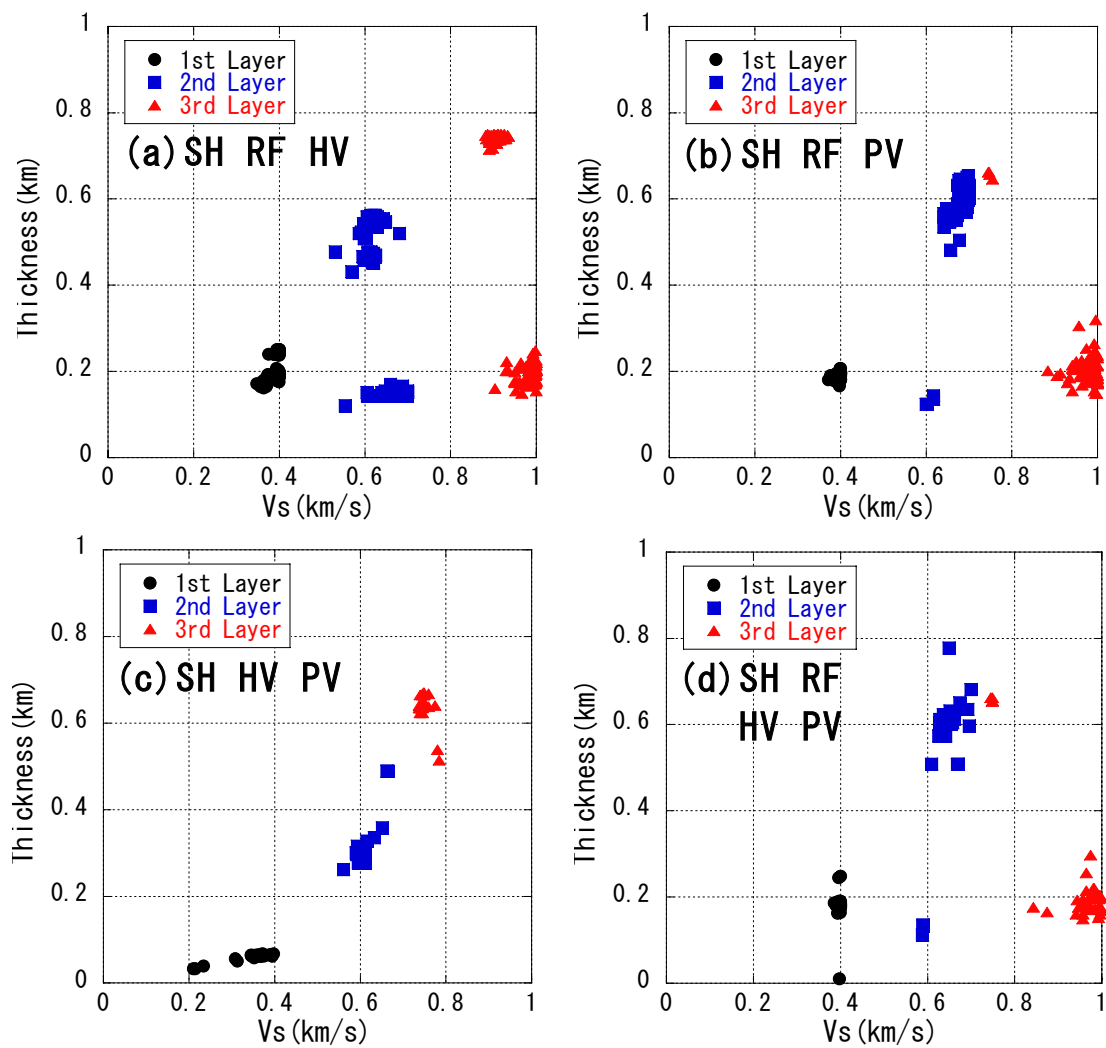 1
1st Layer
2nd Layer
3rd Layer
0.8
(a) SH RF HV
0.6
0.4
0.2
0
0 0.2 0.4 0.6 0.8 1
Thickness(km)
Vs(km/s)
1
1st Layer
2nd Layer
3rd Layer
0.8
(b) SH RF PV
0.6
0.4
0.2
0
0 0.2 0.4 0.6 0.8 1
Thickness(km)
Vs(km/s)
1
1st Layer
2nd Layer
3rd Layer
0.8
(c) SH HV PV
0.6
0.4
0.2
0
0 0.2 0.4 0.6 0.8 1
Thickness(km)
Vs(km/s)
1
1st Layer
2nd Layer
3rd Layer
0.8
(d) SH RF
HV PV
0.6
0.4
0.2
0
0 0.2 0.4 0.6 0.8 1
Thickness(km)
Vs(km/s)